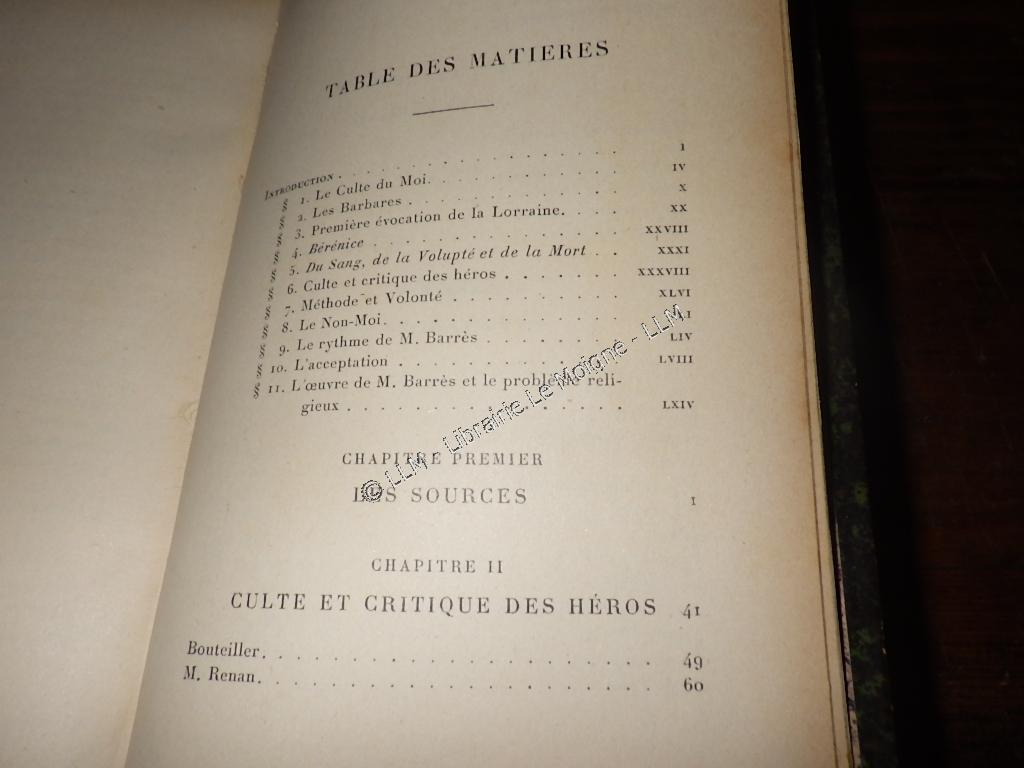 TABLE DES MATIERES
INTRODUCTION . . . . . . . . . . . . . . . . I
§ 1. Le Culte du Moi. . . . . . . . . . . . IV
§ 2. Les Barbares . . . . . . . . . . . . X
§ 3. Première évocation de la Lorraine. . . . XX
§ 4. Bérénice . . . . . . . . . . . . . XXVIII
§ 5. Du Sang, de la Volupté et de la Mort . . XXXI
§ 6. Culte et critique des héros . . . . . . XXXVIII
§ 7. Méthode et Volonté . . . . . . . . . XLVI
§ 8. Le Non-Moi. . . . . . . . . . . . .
§ 9. Le rythme de M. Barrès . . . . . . . LIV
§ 10. L'acceptation . . . . . . . . . . . LVIII
§ 11. L'œuvre de M. Barrès et le problème reli-
gieux . . . . . . . . . . . . . LXIV
© LLM - Librairie Le Moigne - LLM
CHAPITRE PREMIER
LES SOURCES 1
CHAPITRE II
CULTE ET CRITIQUE DES HÉROS 41
Bouteiller. . . . . . . . . . . . . . . . . . 49
M. Renan. . . . . . . . . . . . . . . . . . 60